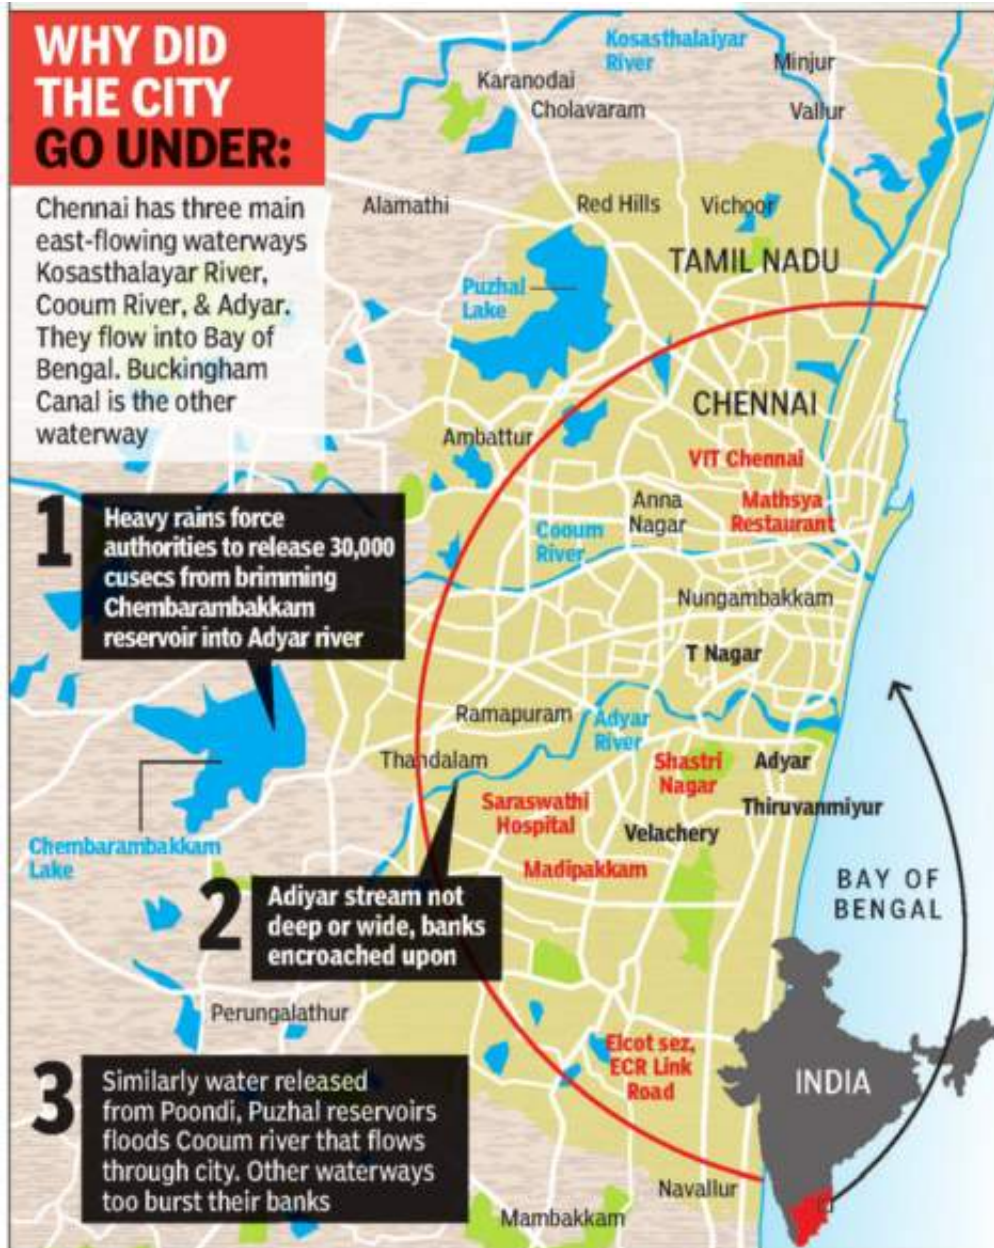 WHY DID
THE CITY
GO UNDER:
Chennai has three main
east-flowing waterways
Kosasthalayar River,
Cooum River, & Adyar.
They flow into Bay of
Bengal. Buckingham
Canal is the other
waterway
Kosasthalaiyar
River
Minjur
Karanodai
Cholavaram
Vallur
Alamathi
Red Hills
Vichoor
TAMIL NADU
Puzhal
Lake
CHENNAI
Ambattur
VIT Chennai
Anna
Nagar
Mathsya
Restaurant
Cooum
River
1
Heavy rains force
authorities to release 30,000
cusecs from brimming
Chembarambakkam
reservoir into Adyar river
Nungambakkam
T Nagar
Ramapuram
Adyar
River
Thandalam
Shastri
Nagar
Adyar
Saraswathi
Hospital
Thiruvanmiyur
Velachery
Chembarambakkam
Lake
Madipakkam
BAY OF
BENGAL
2
Adiyar stream not
deep or wide, banks
encroached upon
Perungalathur
Elcot sez,
ECR Link
Road
INDIA
3
Similarly water released
from Poondi, Puzhal reservoirs
floods Cooum river that flows
through city. Other waterways
too burst their banks
Navallur
Mambakkam